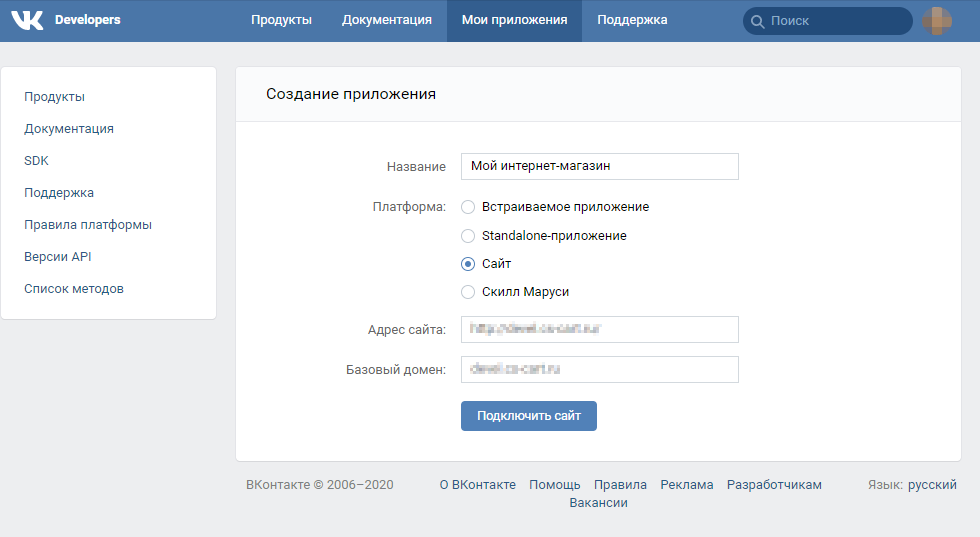 VK Developers
Продукты Документация Мои приложения Поддержка
Поиск
Продукты
Документация
SDK
Поддержка
Правила платформы
Версии API
Список методов
Создание приложения
Название Мой интернет-магазин
Платформа: Встраиваемое приложение
Standalone-приложение
Сайт
Скилл Маруси
Адрес сайта:
Базовый домен:
Подключить сайт
ВКонтакте © 2006–2020
О ВКонтакте Помощь Правила Реклама Разработчикам
Вакансии
Язык: русский